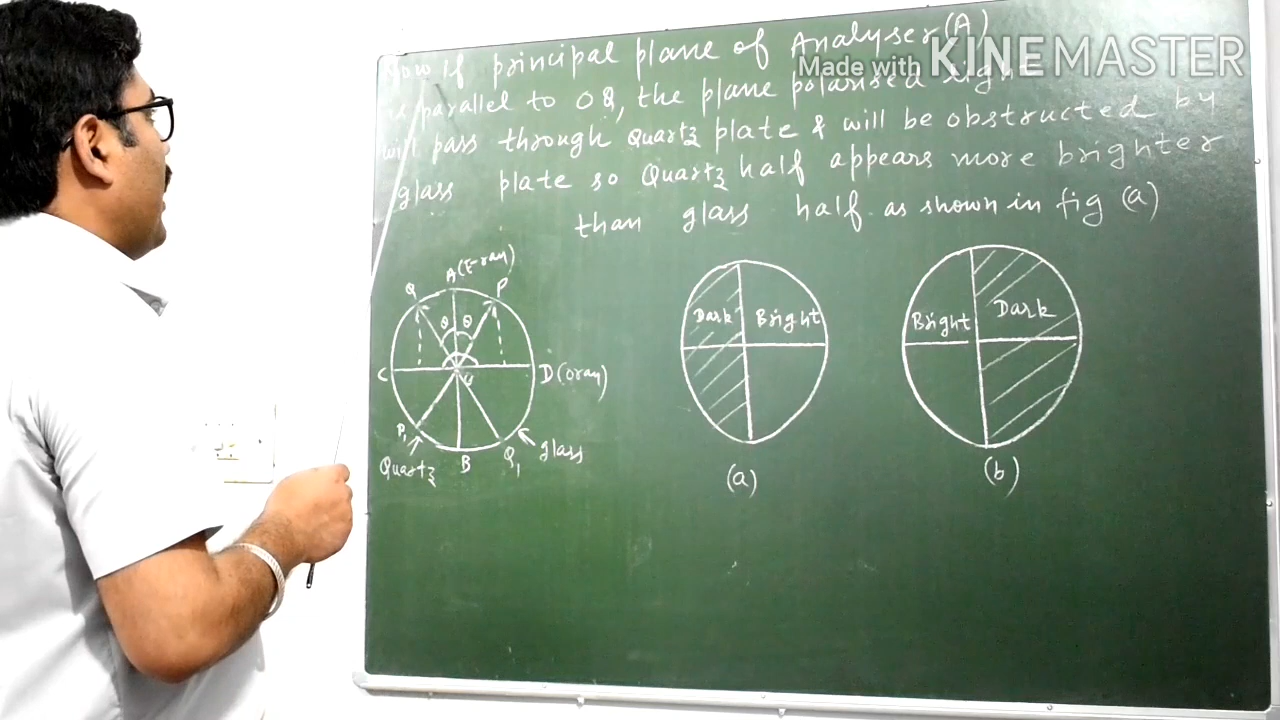 Now if principal plane of Analyser (A)
Made with KINEMASTER
is parallel to OQ, the plane polarised light
will pass through Quartz plate & will be obstructed by
glass plate so Quartz half appears more brighter
than glass half as shown in fig (a)
A (E-ray)
Q P
θ θ
C D (O ray)
P1 Q1 glass
Quartz B
Dark Bright
(a)
Bright Dark
(b)